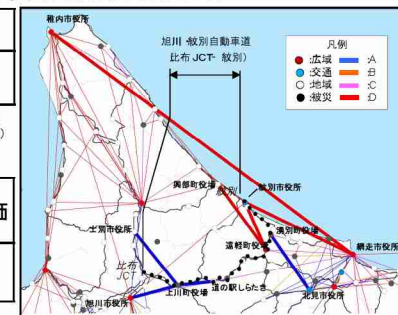 稚内市役所
旭川・紋別自動車道
比布JCT- 紋別)
凡例
:広域 :A
:交通 :B
:地域 :C
:被災 :D
興部町役場
紋別
紋別市役所
湧別町役場
士別市役所
遠軽町役場
網走市役所
比布
JCT
上川町役場
道の駅しらたき
旭川市役所
北見市役所
価
)